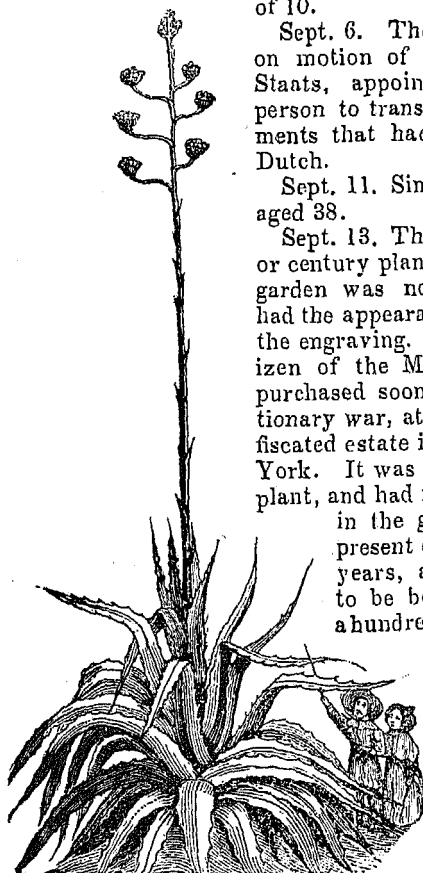 of 10.
Sept. 6. The
on motion of
Staats, appoin
person to trans
ments that had
Dutch.
Sept. 11. Sim
aged 38.
Sept. 13. Th
or century plan
garden was no
had the appeara
the engraving.
izen of the M
purchased soon
tionary war, at
fiscated estate i
York. It was
plant, and had
in the g
present
years, a
to be b
ahundre